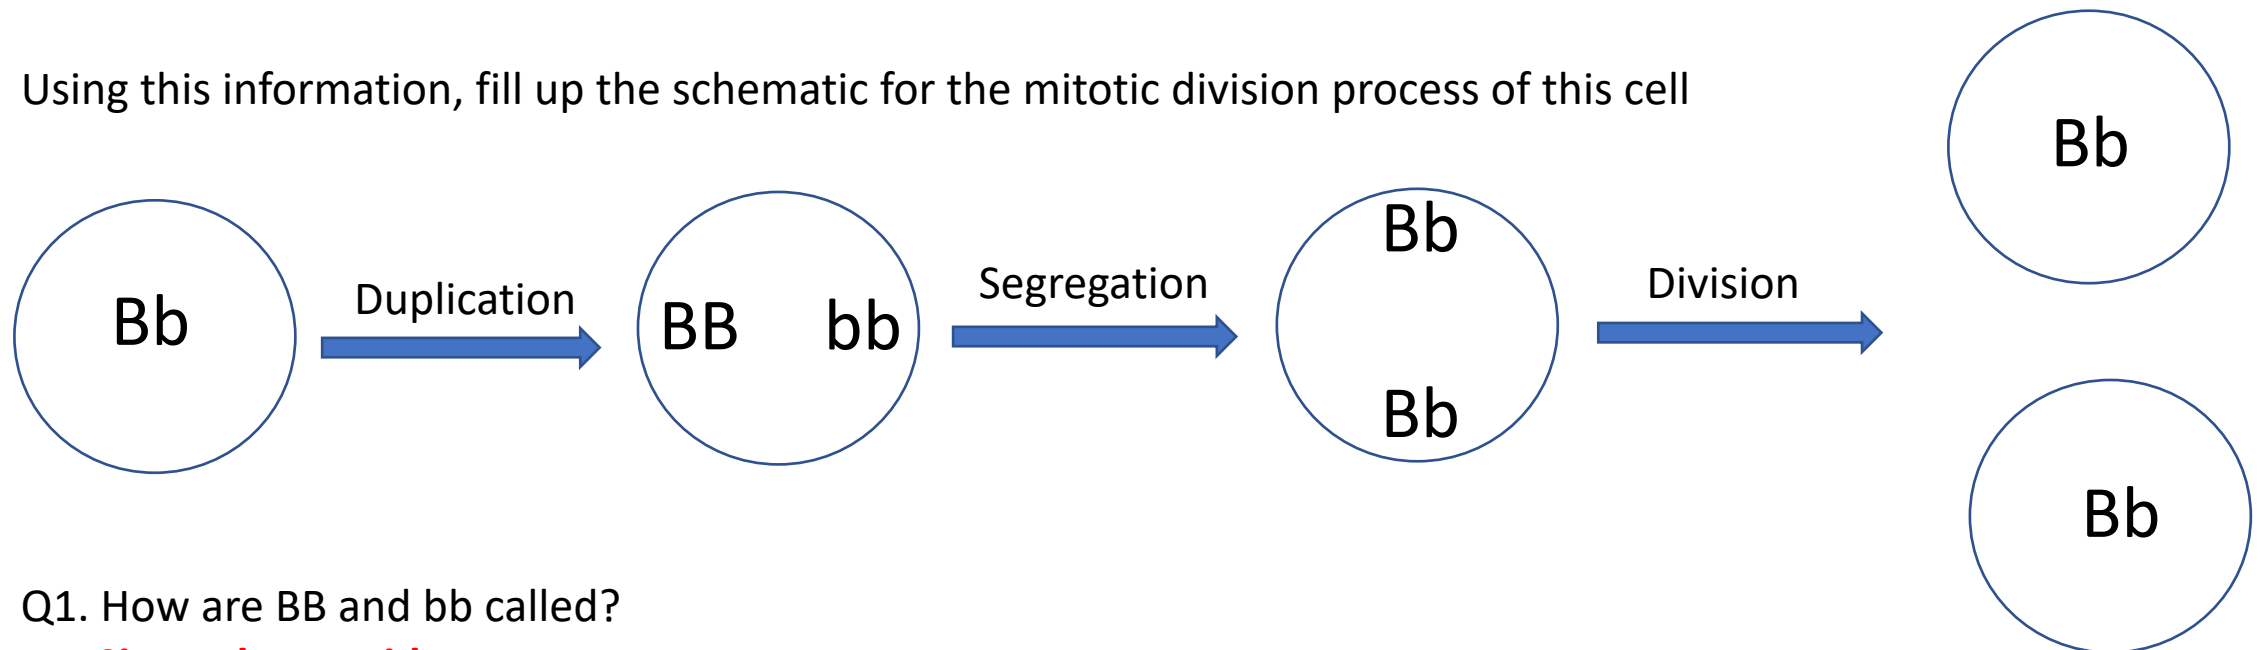 Using this information, fill up the schematic for the mitotic division process of this cell
Bb
Duplication
BB bb
Segregation
Bb
Bb
Division
Bb
Bb
Q1. How are BB and bb called?